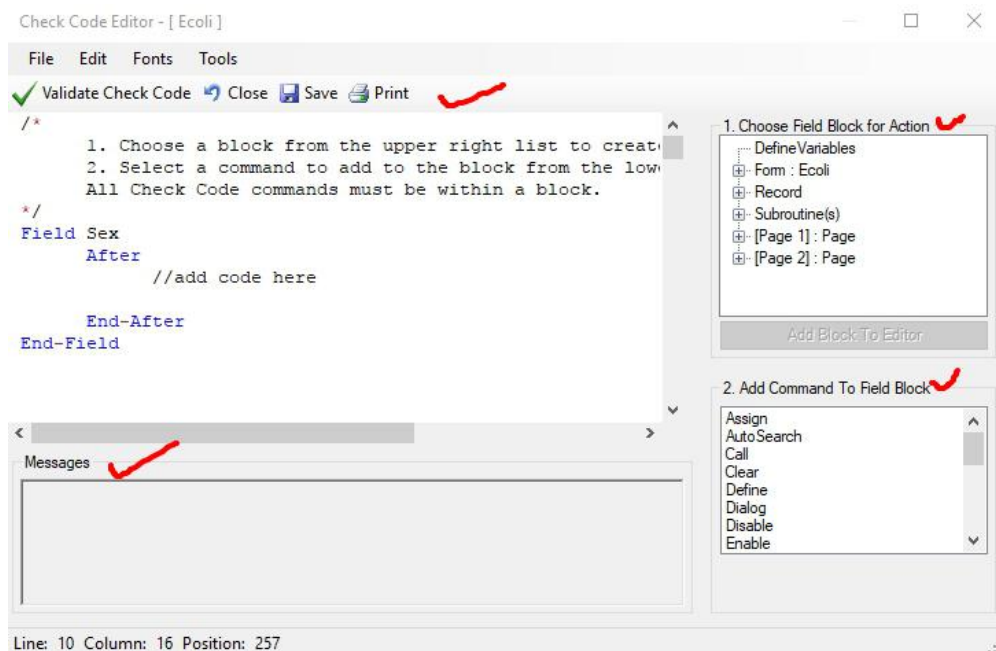 Check Code Editor - [ Ecoli ]
File Edit Fonts Tools
Validate Check Code Close Save Print
/*
1. Choose a block from the upper right list to creat
2. Select a command to add to the block from the low
All Check Code commands must be within a block.
*/
Field Sex
After
//add code here
End-After
End-Field
Messages
1. Choose Field Block for Action
DefineVariables
Form : Ecoli
Record
Subroutine(s)
[Page 1] : Page
[Page 2] : Page
Add Block To Editor
2. Add Command To Field Block
Assign
AutoSearch
Call
Clear
Define
Dialog
Disable
Enable
Line: 10 Column: 16 Position: 257